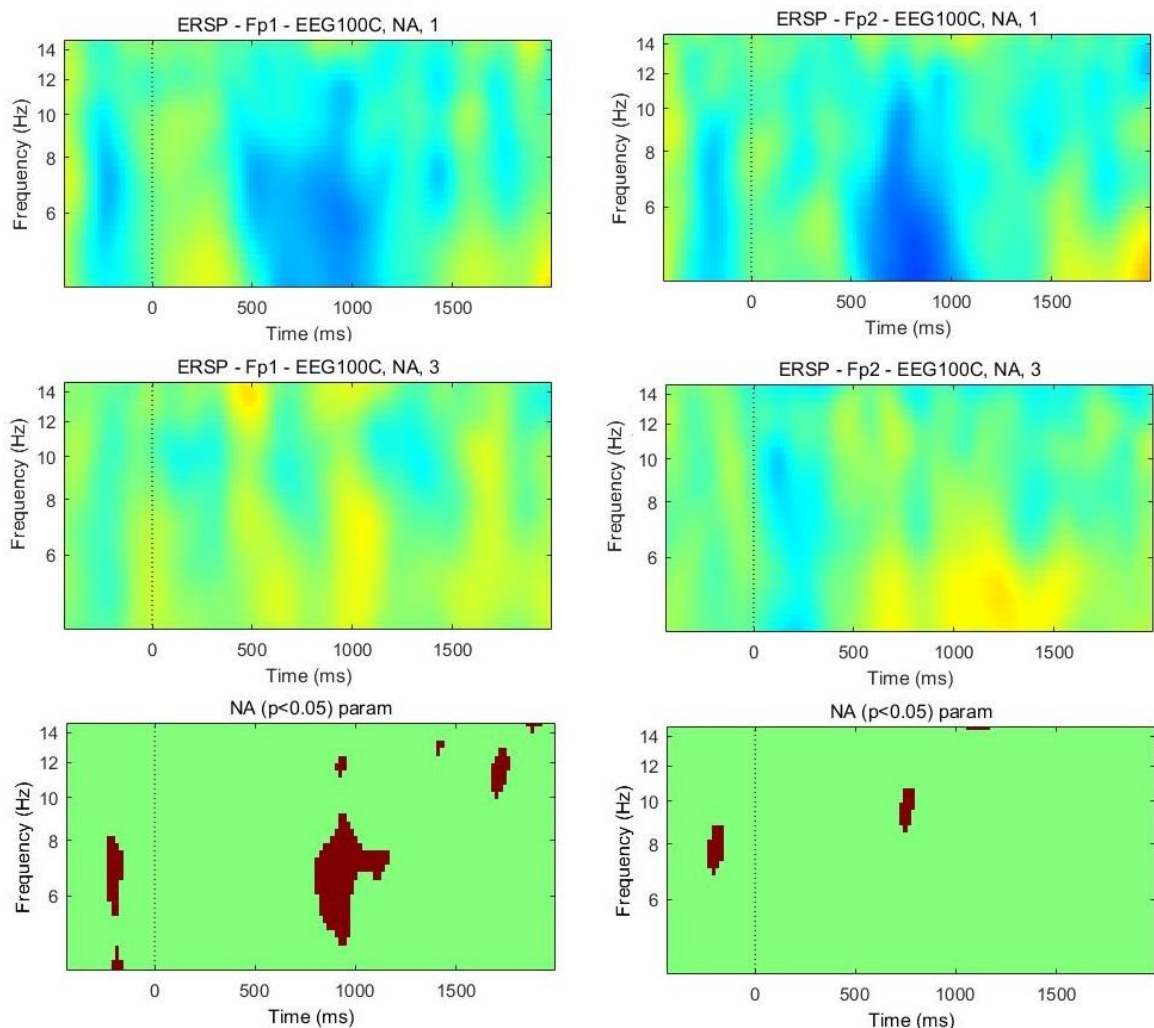 ERSP - Fp1 - EEG100C, NA, 1
14
12
10
8
6
Frequency (Hz)
0 500 1000 1500
Time (ms)
ERSP - Fp2 - EEG100C, NA, 1
14
12
10
8
6
Frequency (Hz)
0 500 1000 1500
Time (ms)
ERSP - Fp1 - EEG100C, NA, 3
14
12
10
8
6
Frequency (Hz)
0 500 1000 1500
Time (ms)
ERSP - Fp2 - EEG100C, NA, 3
14
12
10
8
6
Frequency (Hz)
0 500 1000 1500
Time (ms)
NA (p<0.05) param
14
12
10
8
6
Frequency (Hz)
0 500 1000 1500
Time (ms)
NA (p<0.05) param
14
12
10
8
6
Frequency (Hz)
0 500 1000 1500
Time (ms)